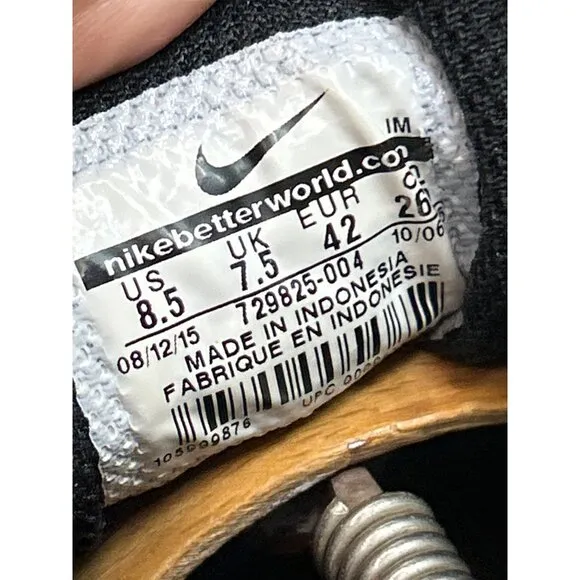 nikebetterworld.co
US UK EUR
8.5 7.5 42 26
08/12/15 729825-004 10/06
IM
MADE IN INDONESIA
FABRIQUE EN INDONESIE
UPC